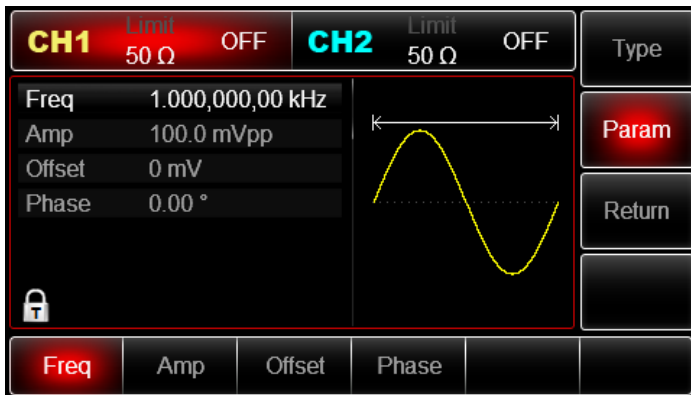 CH1 Limit 50 Ω OFF CH2 Limit 50 Ω OFF
Type
Freq 1.000,000,00 kHz
Amp 100.0 mVpp
Offset 0 mV
Phase 0.00 °
Param
Return
T
Freq Amp Offset Phase